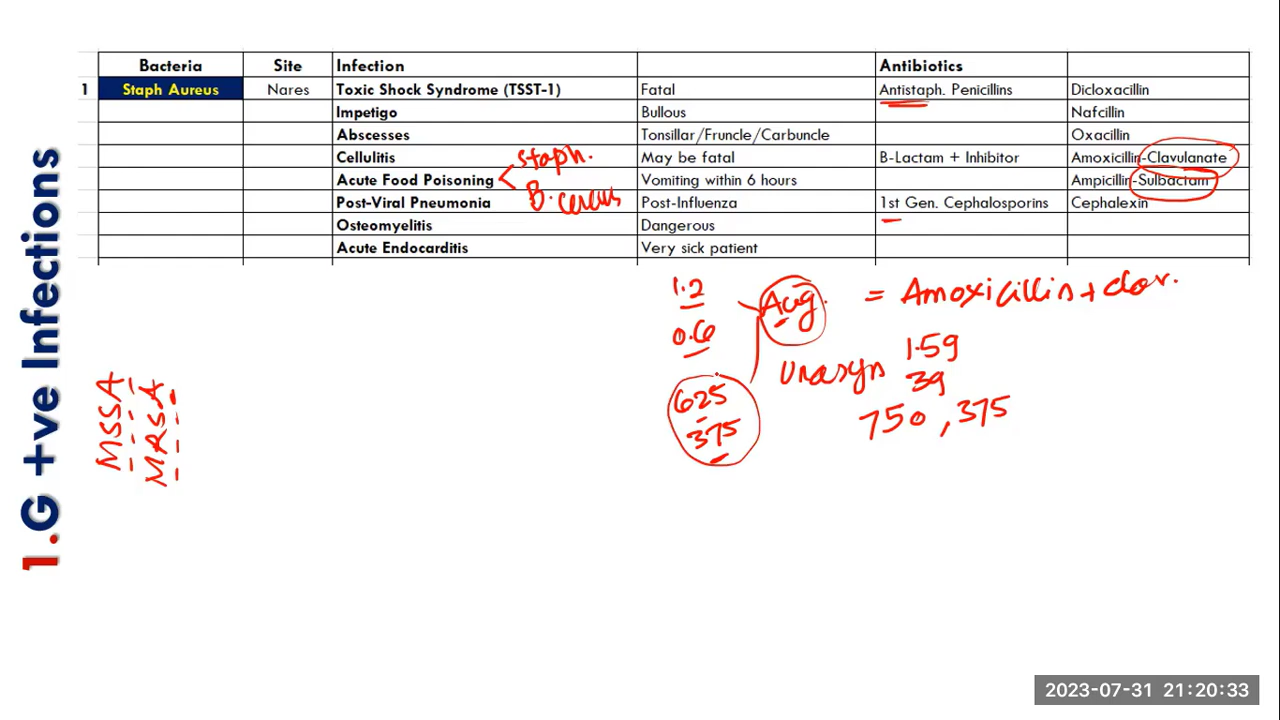 1.G +ve Infections
Bacteria Site Infection Antibiotics
1 Staph Aureus Nares Toxic Shock Syndrome (TSST-1) Fatal Antistaph. Penicillins Dicloxacillin
Impetigo Bullous Nafcillin
Abscesses Tonsillar/Fruncle/Carbuncle Oxacillin
Cellulitis May be fatal B-Lactam + Inhibitor Amoxicillin-Clavulanate
Acute Food Poisoning Vomiting within 6 hours Ampicillin-Sulbactam
Post-Viral Pneumonia Post-Influenza 1st Gen. Cephalosporins Cephalexin
Osteomyelitis Dangerous
Acute Endocarditis Very sick patient
Staph.
B. cereus
1.2
0.6
Aug. = Amoxicillin + clav.
Unasyn 1.5g
3g
750, 375
625
375
MSSA
MRSA
2023-07-31 21:20:33